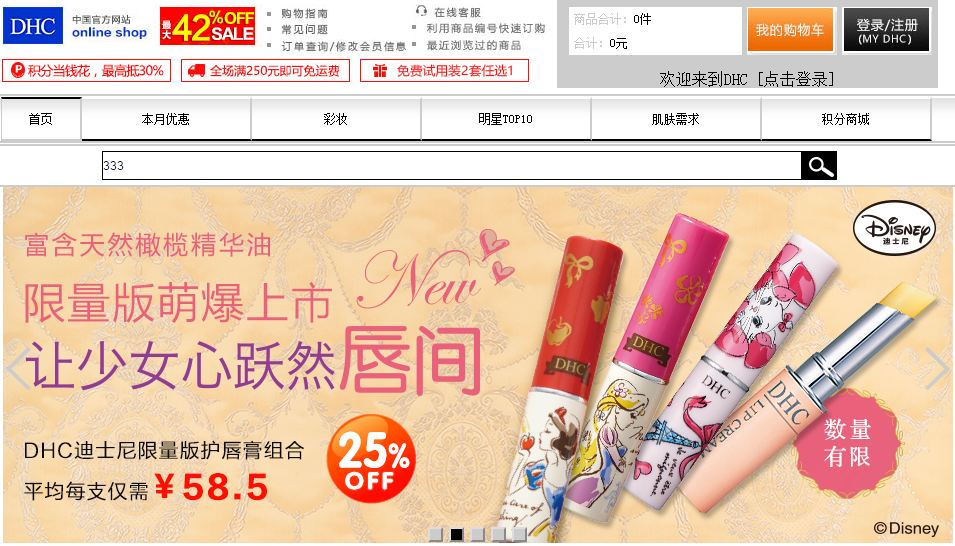 DHC
中国官方网站
online shop
最大 42%OFF SALE
购物指南
常见问题
订单查询/修改会员信息
在线客服
利用商品编号快速订购
最近浏览过的商品
商品合计：0件
合计：0元
我的购物车
登录/注册
(MY DHC)
欢迎来到DHC [点击登录]
积分当钱花，最高抵30%
全场满250元即可免运费
免费试用装2套任选1
首页
本月优惠
彩妆
明星TOP10
肌肤需求
积分商城
333
Disney
迪士尼
富含天然橄榄精华油
限量版萌爆上市
New
让少女心跃然唇间
DHC
DHC
DHC
DHC
LIP CREAM
数量
有限
DHC迪士尼限量版护唇膏组合
平均每支仅需￥58.5
25%
OFF
©Disney